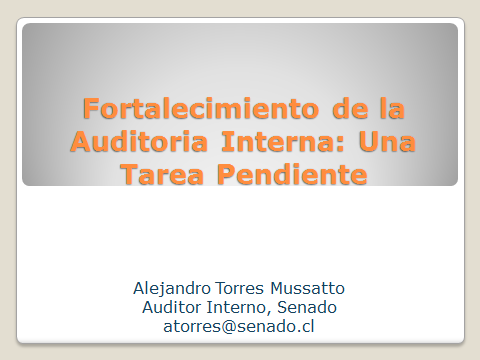 Fortalecimiento de la
Auditoria Interna: Una
Tarea Pendiente
Alejandro Torres Mussatto
Auditor Interno, Senado
atorres@senado.cl